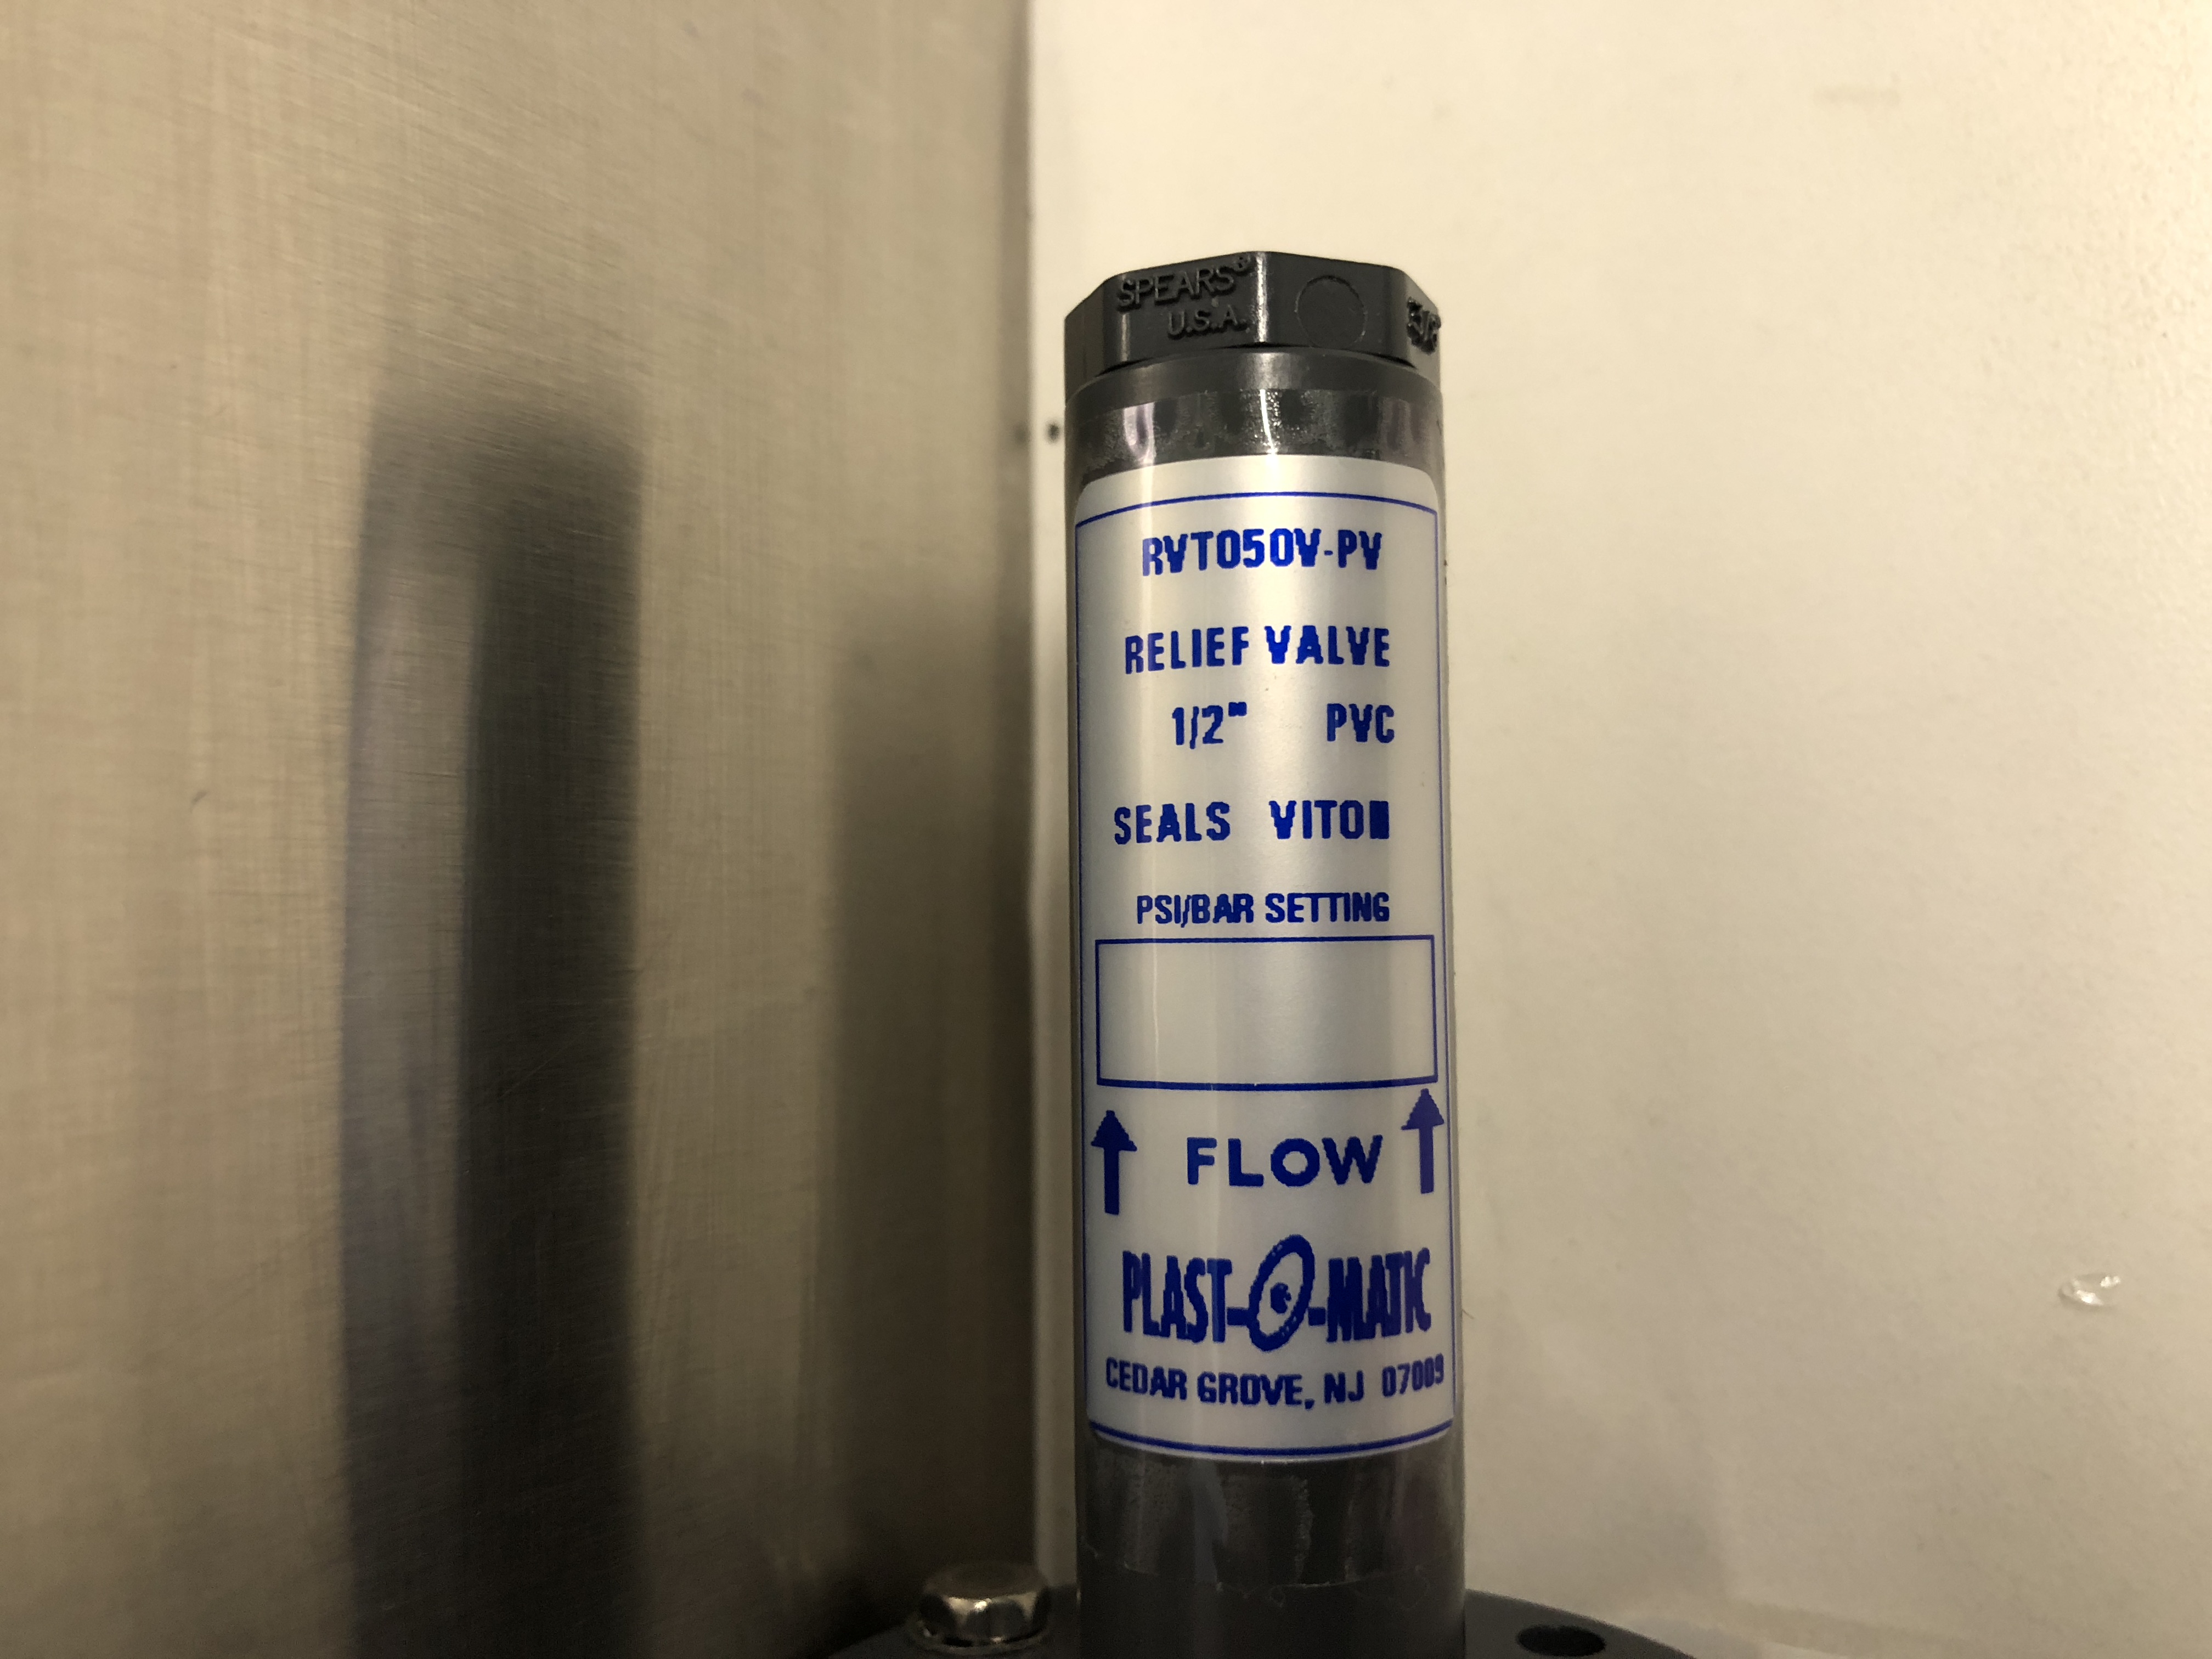 SPEARS®
U.S.A.
RVT050V-PV
RELIEF VALVE
1/2" PVC
SEALS VITON
PSI/BAR SETTING
FLOW
PLAST-O-MATIC
CEDAR GROVE, NJ 07009